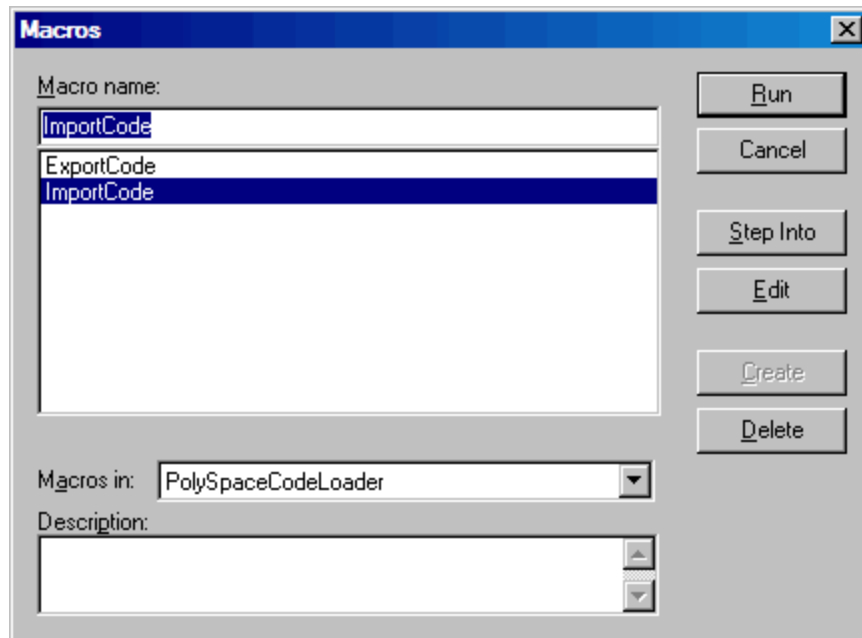 Macros
Macro name:
ImportCode
ExportCode
ImportCode
Run
Cancel
Step Into
Edit
Create
Delete
Macros in: PolySpaceCodeLoader
Description: